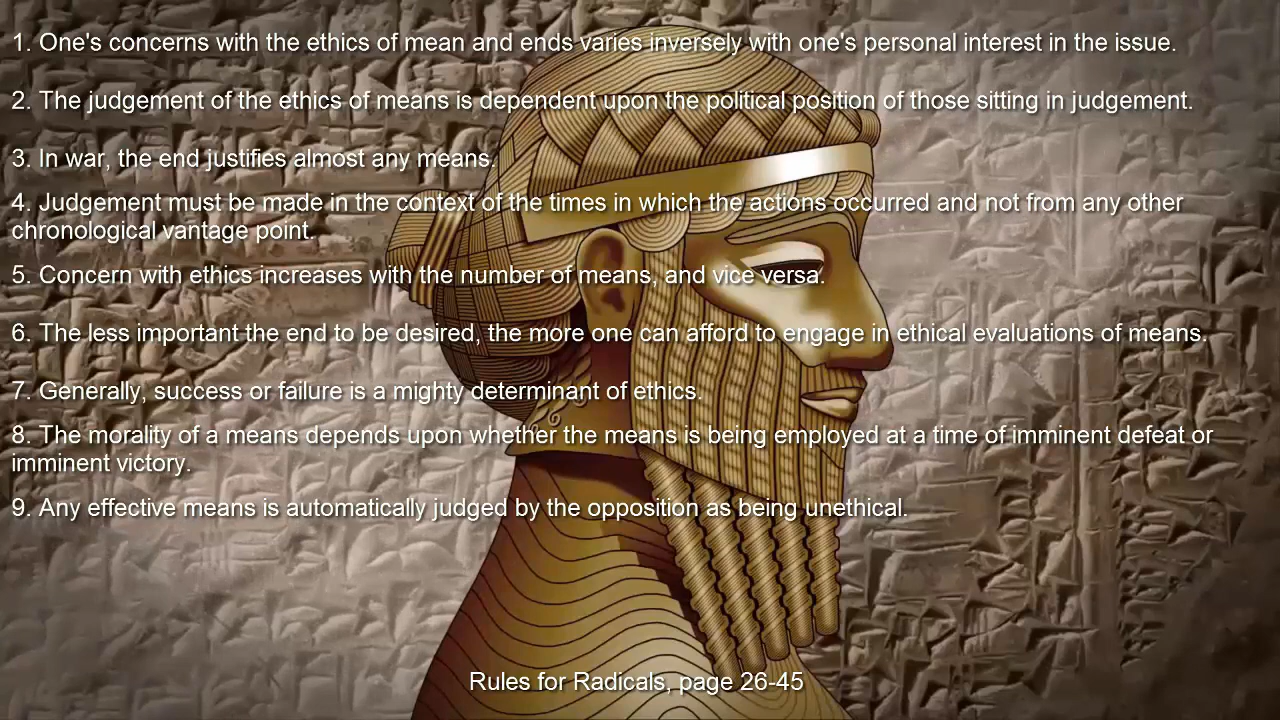 1. One's concerns with the ethics of mean and ends varies inversely with one's personal interest in the issue.
2. The judgement of the ethics of means is dependent upon the political position of those sitting in judgement.
3. In war, the end justifies almost any means.
4. Judgement must be made in the context of the times in which the actions occurred and not from any other
chronological vantage point.
5. Concern with ethics increases with the number of means, and vice versa.
6. The less important the end to be desired, the more one can afford to engage in ethical evaluations of means.
7. Generally, success or failure is a mighty determinant of ethics.
8. The morality of a means depends upon whether the means is being employed at a time of imminent defeat or
imminent victory.
9. Any effective means is automatically judged by the opposition as being unethical.
Rules for Radicals, page 26-45